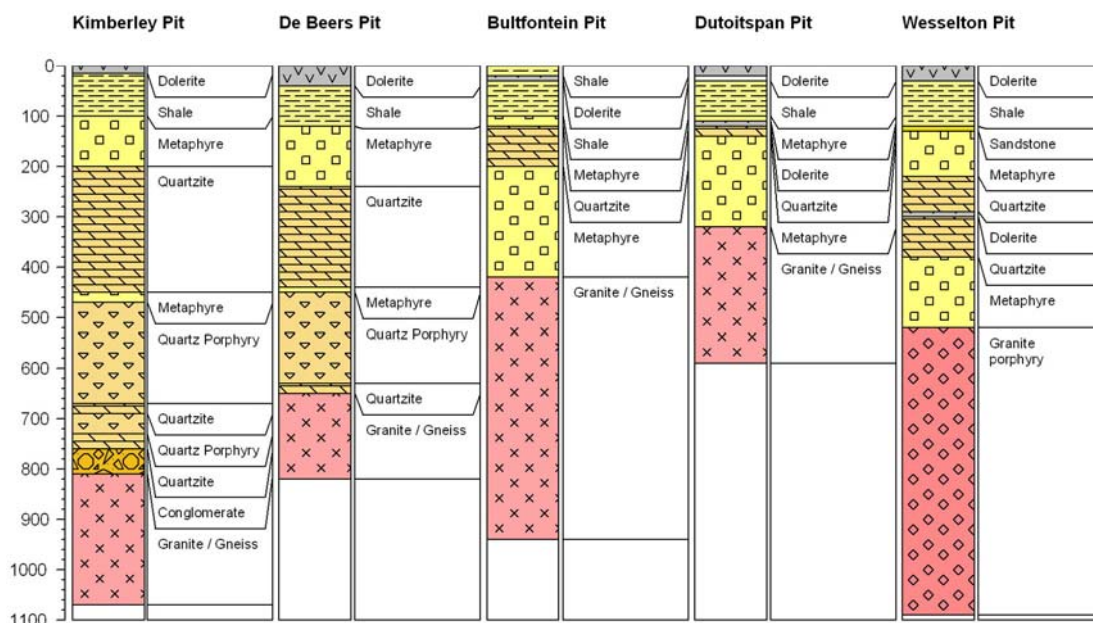 Kimberley Pit
De Beers Pit
Bultfontein Pit
Dutoitspan Pit
Wesselton Pit
0
100
200
300
400
500
600
700
800
900
1000
1100
Dolerite
Shale
Metaphyre
Quartzite
Metaphyre
Quartz Porphyry
Quartzite
Quartz Porphyry
Quartzite
Conglomerate
Granite / Gneiss
Dolerite
Shale
Metaphyre
Quartzite
Metaphyre
Quartz Porphyry
Quartzite
Granite / Gneiss
Shale
Dolerite
Shale
Metaphyre
Quartzite
Metaphyre
Granite / Gneiss
Dolerite
Shale
Metaphyre
Dolerite
Quartzite
Metaphyre
Granite / Gneiss
Dolerite
Shale
Sandstone
Metaphyre
Quartzite
Dolerite
Quartzite
Metaphyre
Granite
porphyry